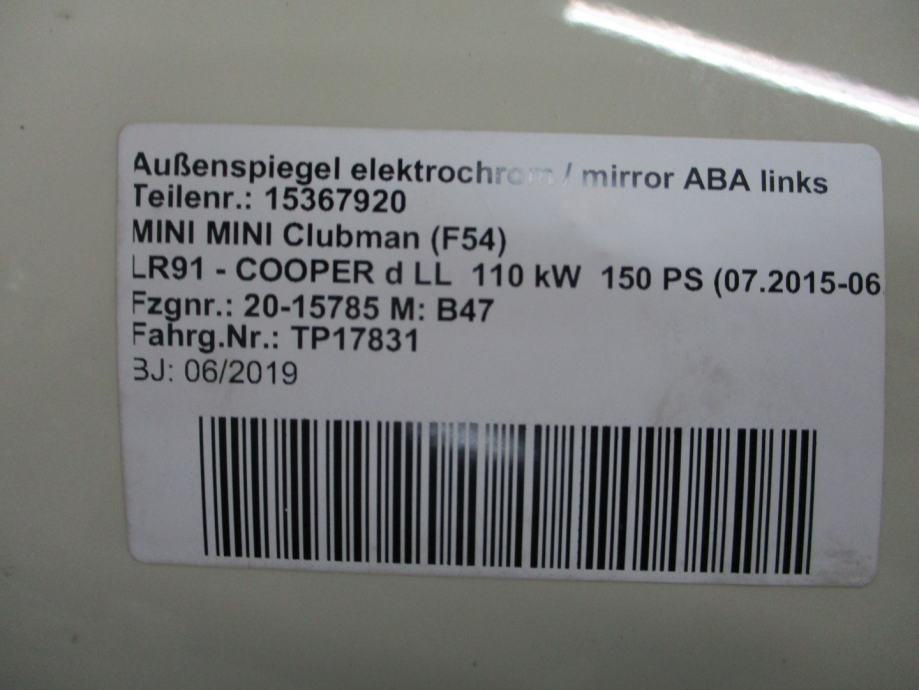 Außenspiegel elektrochrom / mirror ABA links
Teilenr.: 15367920
MINI MINI Clubman (F54)
LR91 - COOPER d LL 110 kW 150 PS (07.2015-06
Fzgnr.: 20-15785 M: B47
Fahrg.Nr.: TP17831
BJ: 06/2019